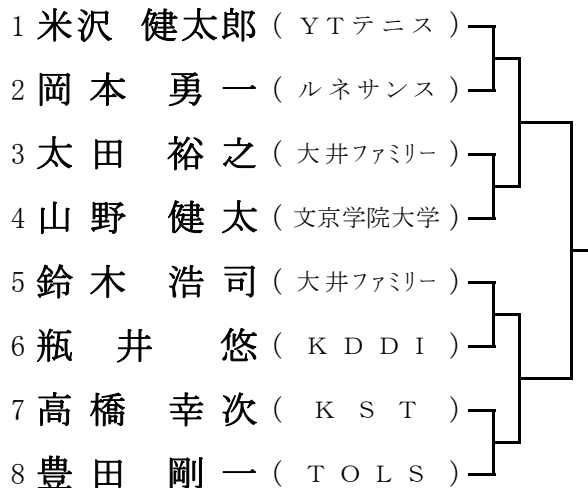 1 米沢 健太郎 ( YTテニス )
2 岡本 勇一 ( ルネサンス )
3 太田 裕之 ( 大井ファミリー )
4 山野 健太 ( 文京学院大学 )
5 鈴木 浩司 ( 大井ファミリー )
6 瓶井 悠 ( KDDI )
7 高橋 幸次 ( KST )
8 豊田 剛一 ( TOLS )